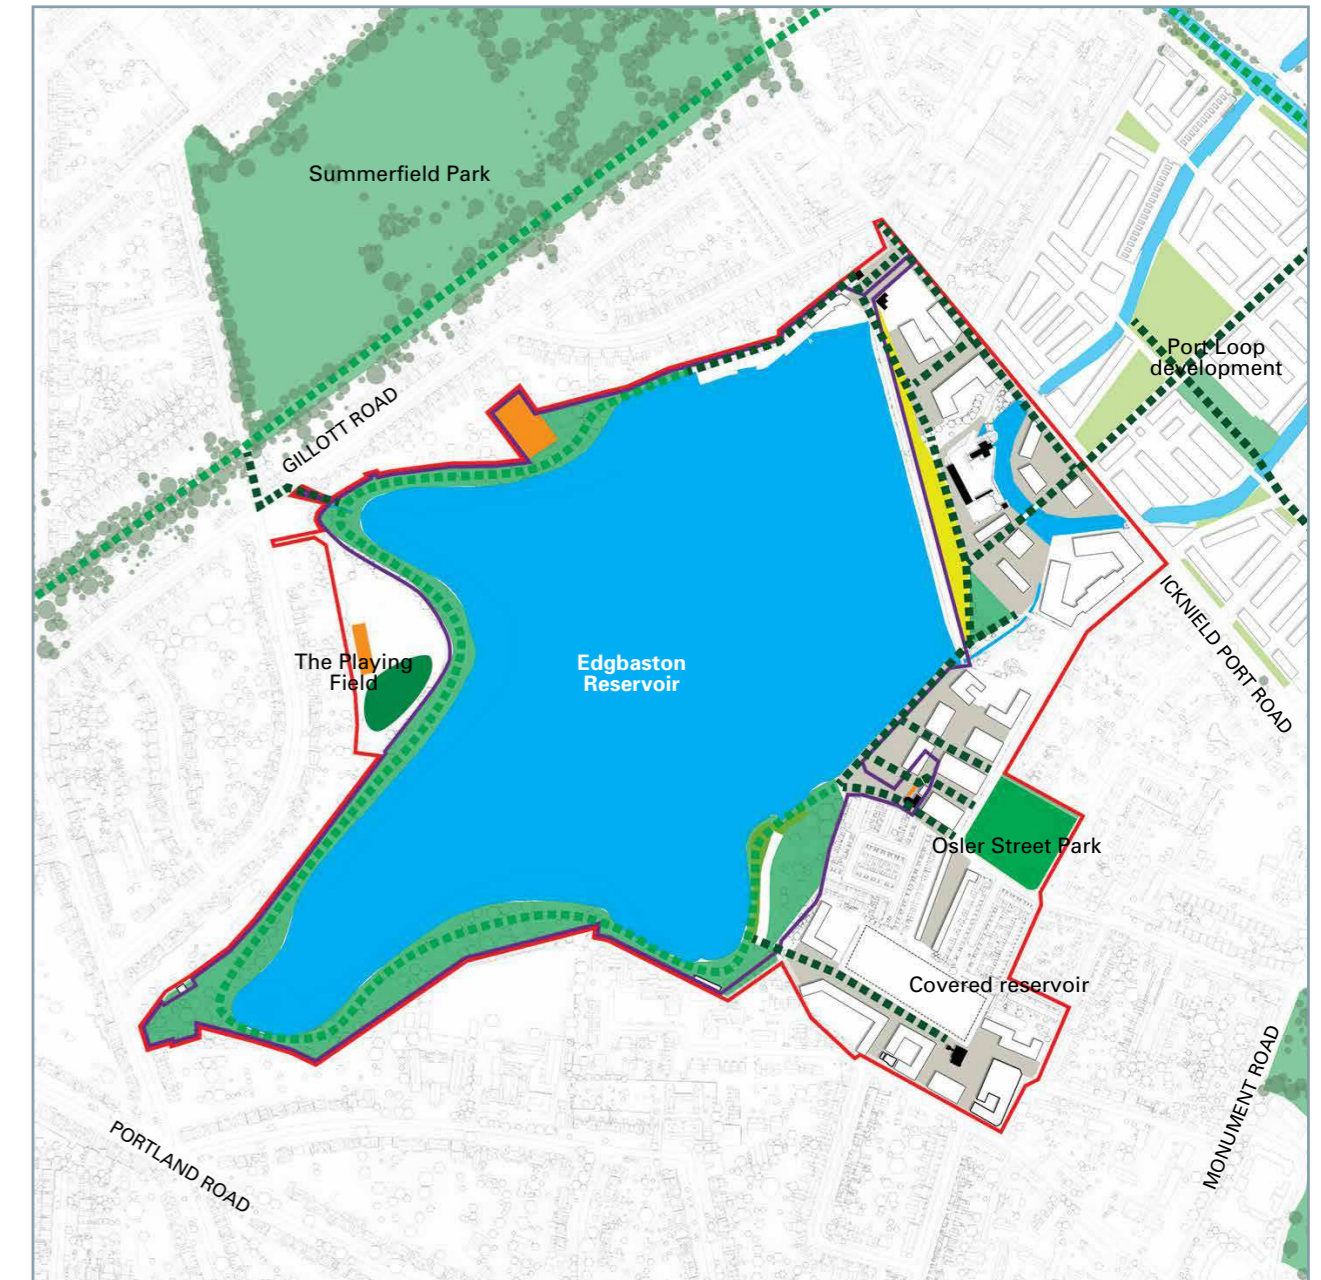 Summerfield Park
Port Loop
development
GILLOTT ROAD
ICKNIELD PORT ROAD
The Playing
Field
Edgbaston
Reservoir
Osler Street Park
Covered reservoir
MONUMENT ROAD
PORTLAND ROAD